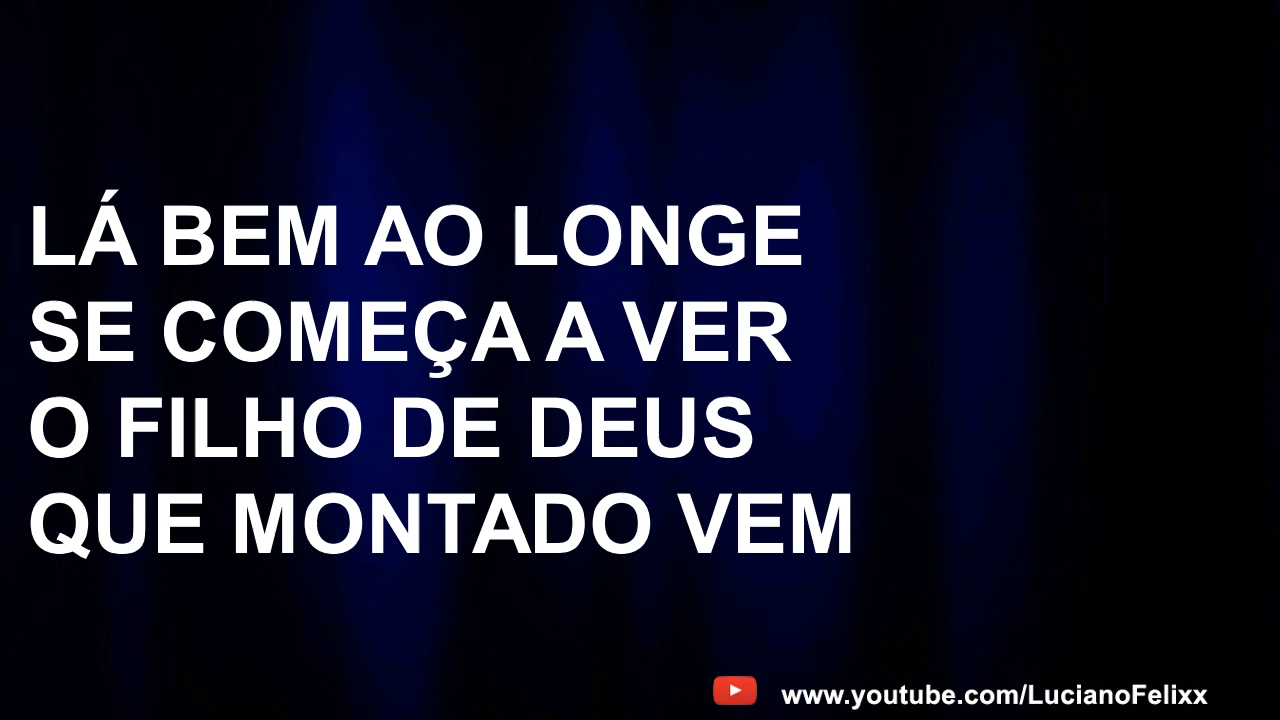 LÁ BEM AO LONGE
SE COMEÇA A VER
O FILHO DE DEUS
QUE MONTADO VEM
www.youtube.com/LucianoFelixx